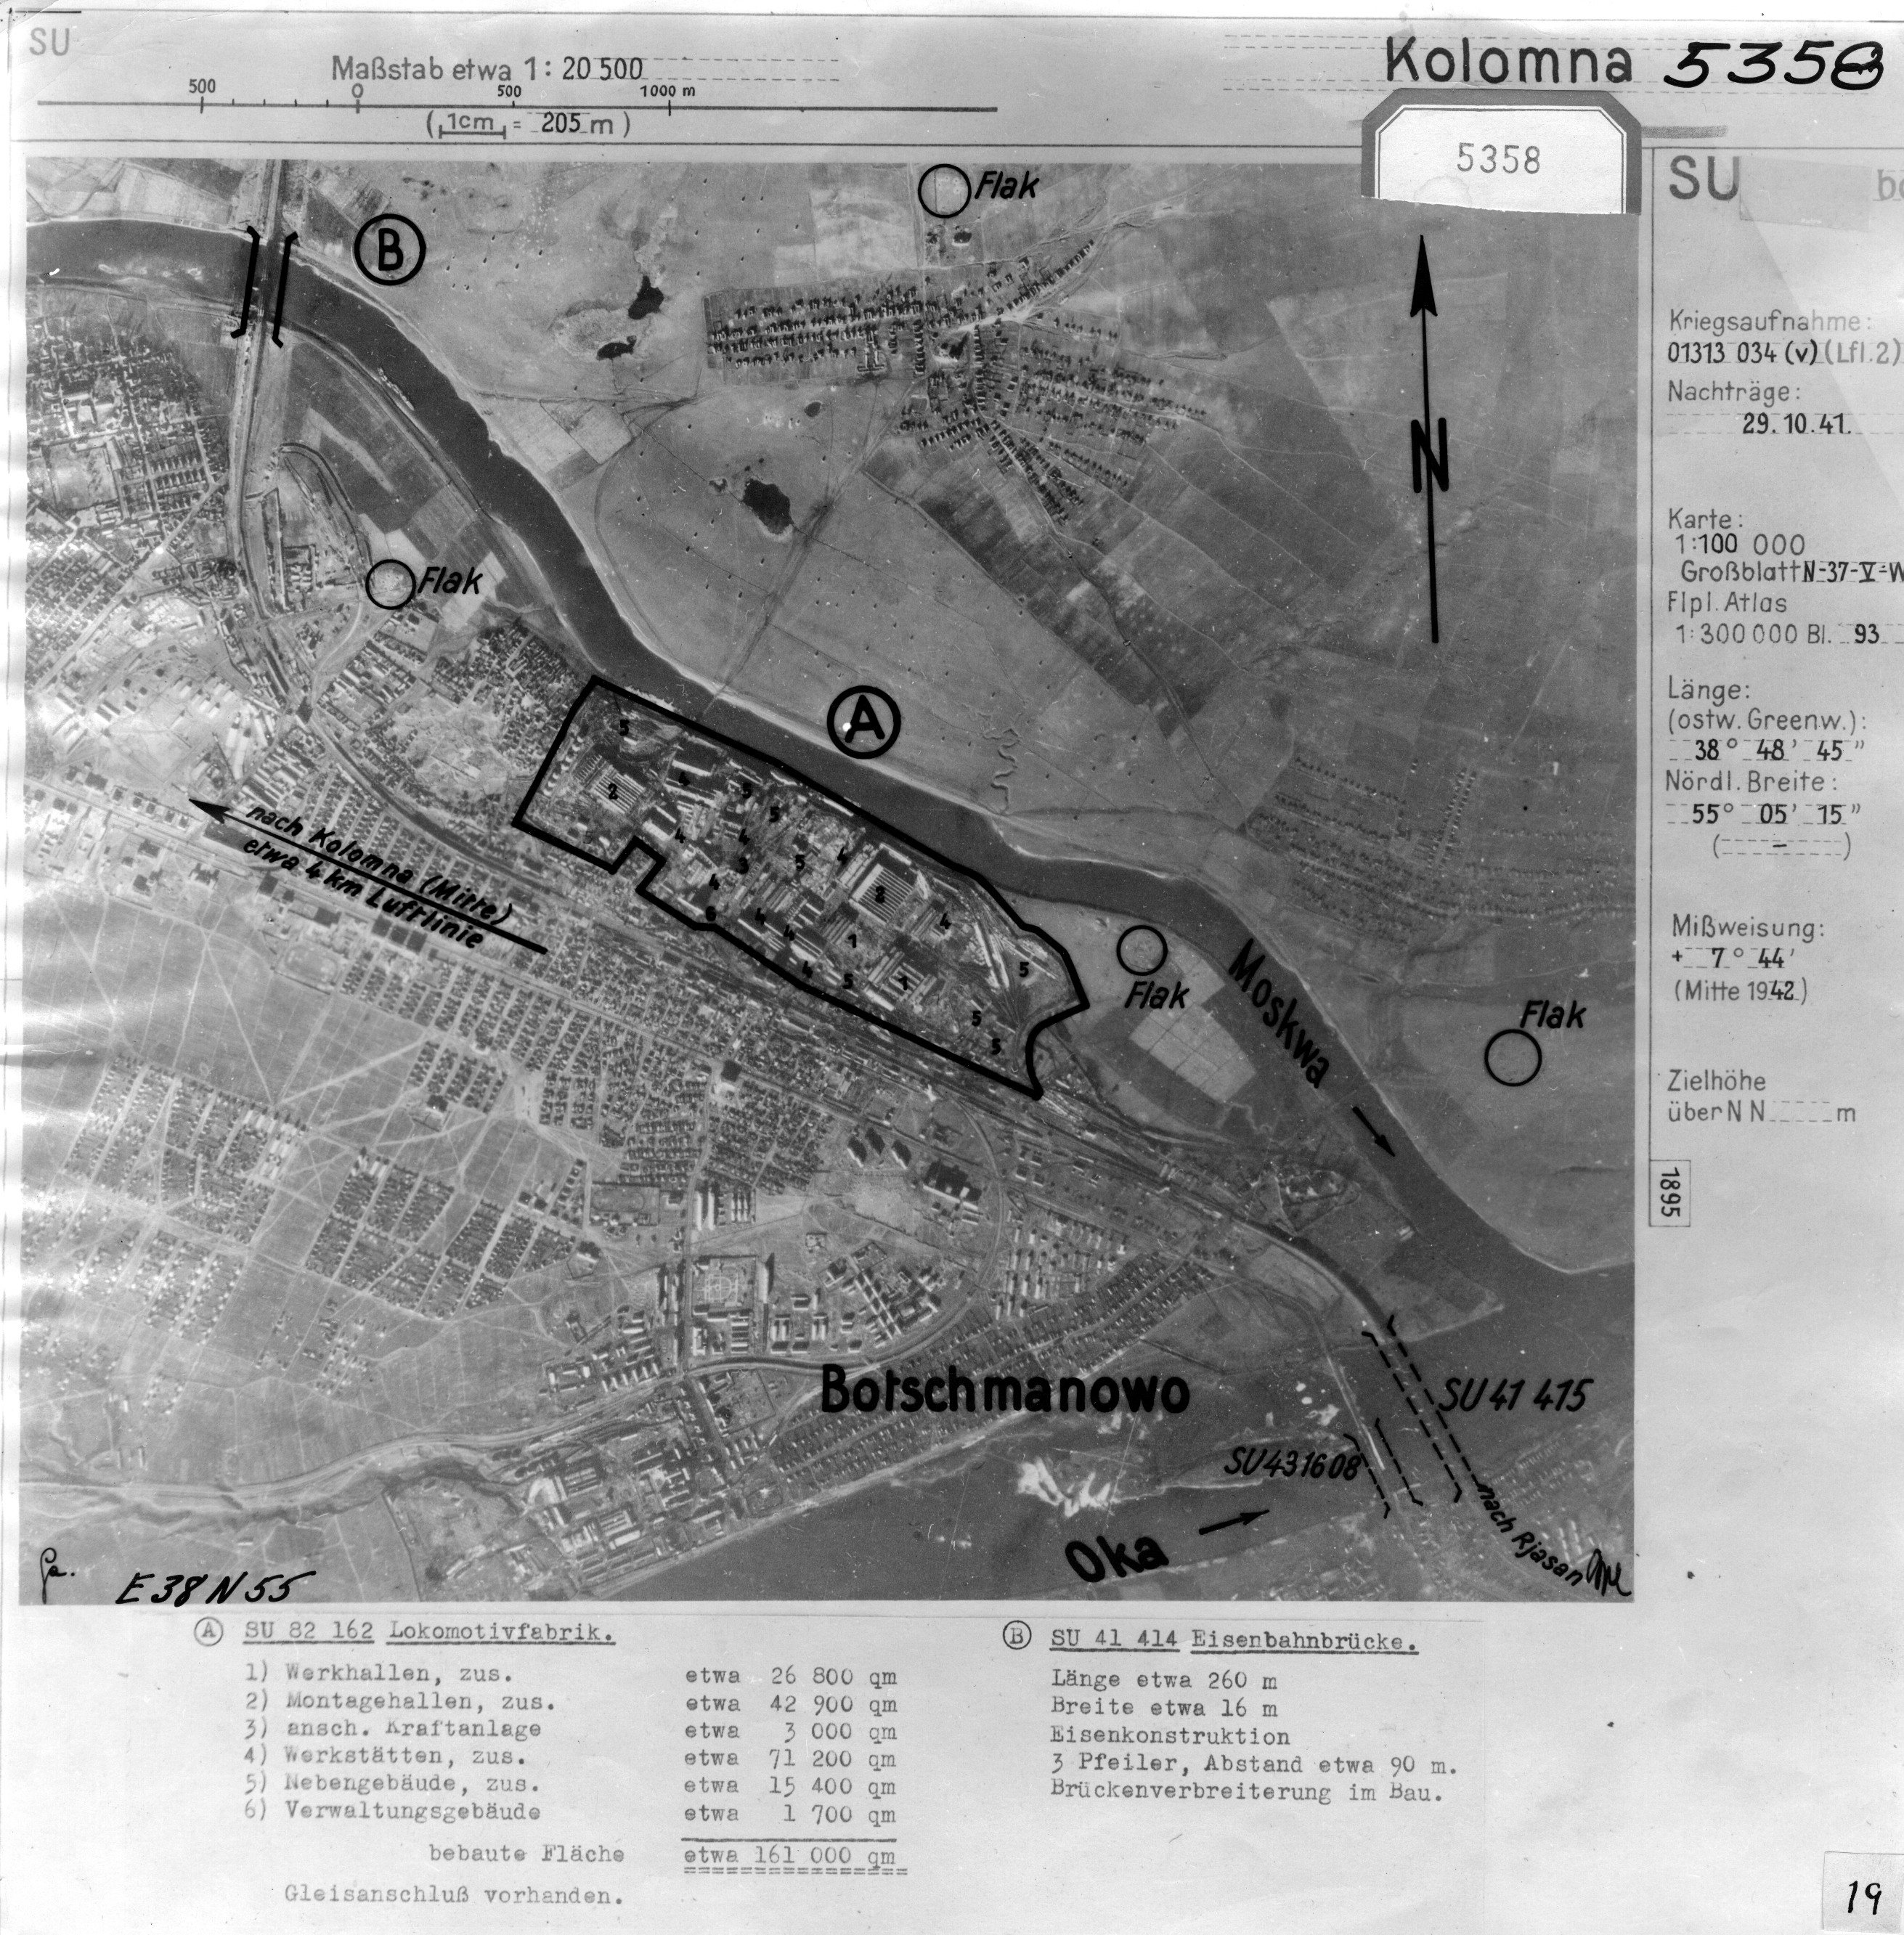 SU
Maßstab etwa 1: 20 500
500 0 500 1000 m
(1cm = 205 m)
Kolomna 5358
5358
SU
Kriegsaufnahme:
01313 034 (v) (Lfl.2)
Nachträge:
29.10.41.
Karte:
1:100 000
Großblatt N-37-V-W
Flpl. Atlas
1:300000 Bl. 93
Länge:
(ostw. Greenw.):
38° 48' 45"
Nördl. Breite:
55° 05' 15"
( - )
Mißweisung:
+ 7° 44'
(Mitte 1942)
Zielhöhe
über NN m
1895
Flak
B
N
Flak
A
5
4
2
5
5
4
4
3
5
4
4
2
6
4
4
1
4
4
5
1
5
5
5
nach Kolomna (Mitte)
etwa 4 km Luftlinie
Flak
Moskwa
Flak
Botschmanowo
SU 41 415
SU 431608
Oka
nach Rjasan
E 38 N 55
A SU 82 162 Lokomotivfabrik.
1) Werkhallen, zus. etwa 26 800 qm
2) Montagehallen, zus. etwa 42 900 qm
3) ansch. Kraftanlage etwa 3 000 qm
4) Werkstätten, zus. etwa 71 200 qm
5) Nebengebäude, zus. etwa 15 400 qm
6) Verwaltungsgebäude etwa 1 700 qm
bebaute Fläche etwa 161 000 qm
Gleisanschluß vorhanden.
B SU 41 414 Eisenbahnbrücke.
Länge etwa 260 m
Breite etwa 16 m
Eisenkonstruktion
3 Pfeiler, Abstand etwa 90 m.
Brückenverbreiterung im Bau.
19